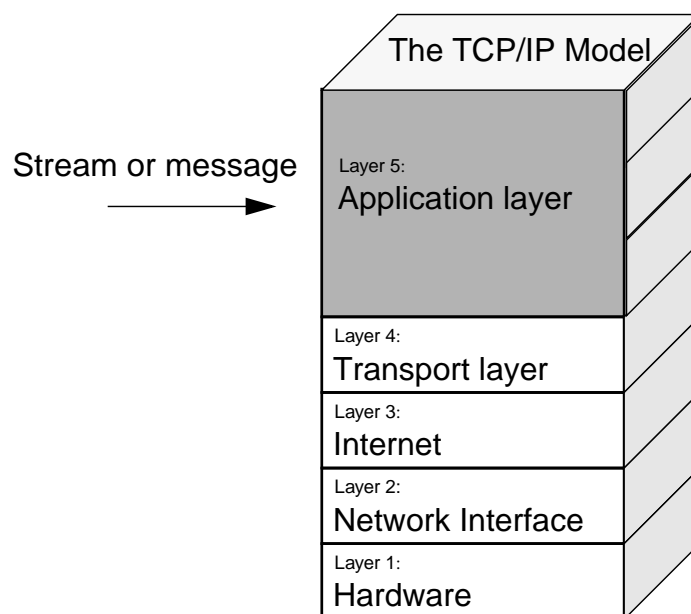 The TCP/IP Model
Stream or message
Layer 5:
Application layer
Layer 4:
Transport layer
Layer 3:
Internet
Layer 2:
Network Interface
Layer 1:
Hardware